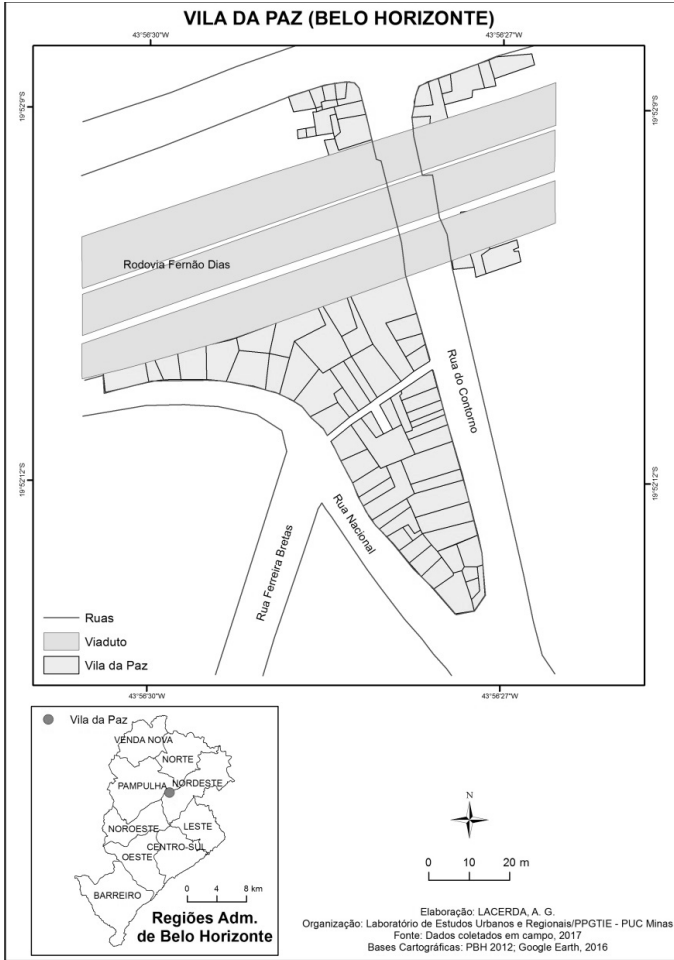 VILA DA PAZ (BELO HORIZONTE)
43°56'30"W
43°56'27"W
19°52'9"S
19°52'9"S
Rodovia Fernão Dias
Rua do Contorno
19°52'12"S
19°52'12"S
Rua Nacional
Rua Ferreira Bretas
Ruas
Viaduto
Vila da Paz
43°56'30"W
43°56'27"W
Vila da Paz
VENDA NOVA
NORTE
PAMPULHA
NORDESTE
NOROESTE
LESTE
CENTRO-SUL
OESTE
BARREIRO
0 4 8 km
Regiões Adm.
de Belo Horizonte
N
0 10 20 m
Elaboração: LACERDA, A. G.
Organização: Laboratório de Estudos Urbanos e Regionais/PPGTIE - PUC Minas
Fonte: Dados coletados em campo, 2017
Bases Cartográficas: PBH 2012; Google Earth, 2016